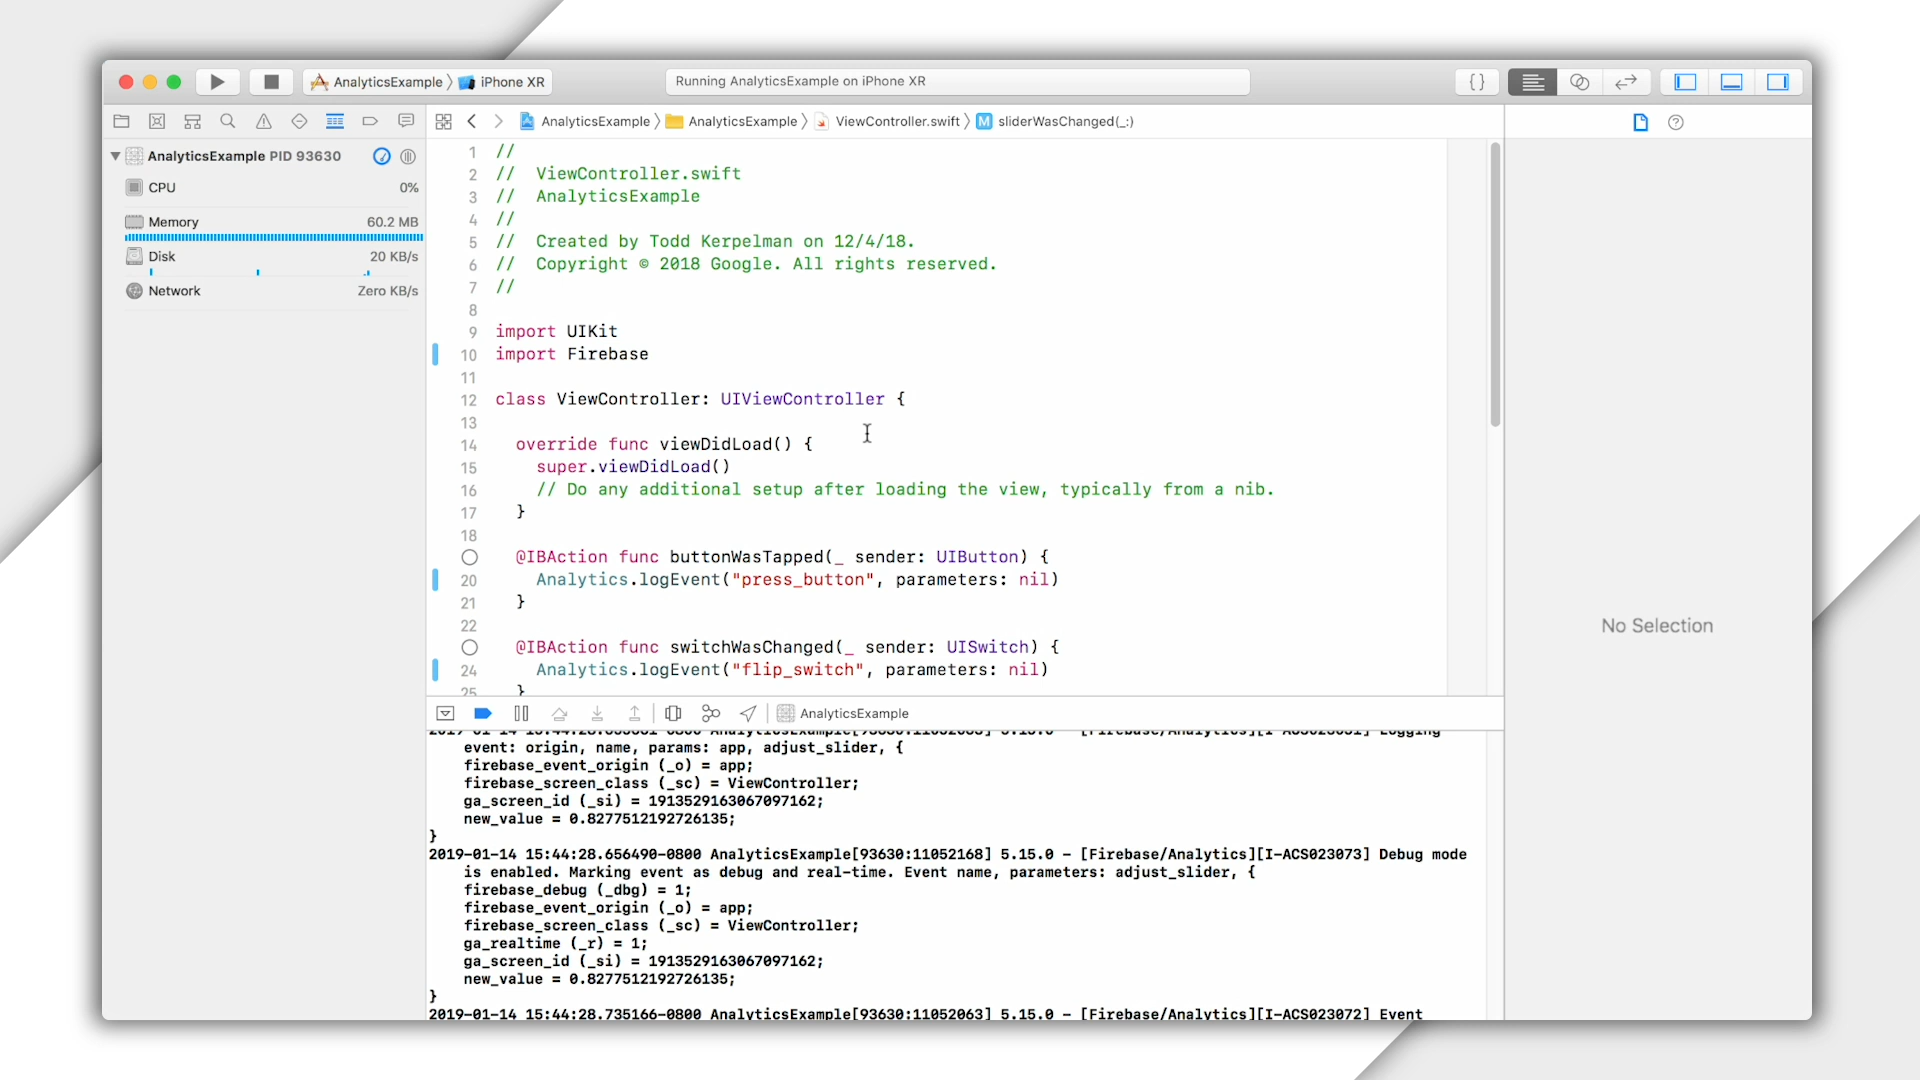 AnalyticsExample 〉 iPhone XR
Running AnalyticsExample on iPhone XR
{ }
AnalyticsExample 〉 AnalyticsExample 〉 ViewController.swift 〉 M sliderWasChanged(_:)
AnalyticsExample PID 93630
CPU 0%
Memory 60.2 MB
Disk 20 KB/s
Network Zero KB/s
1 //
2 //  ViewController.swift
3 //  AnalyticsExample
4 //
5 //  Created by Todd Kerpelman on 12/4/18.
6 //  Copyright © 2018 Google. All rights reserved.
7 //
8
9 import UIKit
10 import Firebase
11
12 class ViewController: UIViewController {
13
14   override func viewDidLoad() {
15     super.viewDidLoad()
16     // Do any additional setup after loading the view, typically from a nib.
17   }
18
@IBAction func buttonWasTapped(_ sender: UIButton) {
20     Analytics.logEvent("press_button", parameters: nil)
21   }
22
@IBAction func switchWasChanged(_ sender: UISwitch) {
24     Analytics.logEvent("flip_switch", parameters: nil)
25   }
No Selection
AnalyticsExample
event: origin, name, params: app, adjust_slider, {
firebase_event_origin (_o) = app;
firebase_screen_class (_sc) = ViewController;
ga_screen_id (_si) = 1913529163067097162;
new_value = 0.8277512192726135;
}
2019-01-14 15:44:28.656490-0800 AnalyticsExample[93630:11052168] 5.15.0 - [Firebase/Analytics][I-ACS023073] Debug mode
is enabled. Marking event as debug and real-time. Event name, parameters: adjust_slider, {
firebase_debug (_dbg) = 1;
firebase_event_origin (_o) = app;
firebase_screen_class (_sc) = ViewController;
ga_realtime (_r) = 1;
ga_screen_id (_si) = 1913529163067097162;
new_value = 0.8277512192726135;
}
2019-01-14 15:44:28.735166-0800 AnalyticsExample[93630:11052063] 5.15.0 - [Firebase/Analytics][I-ACS023072] Event